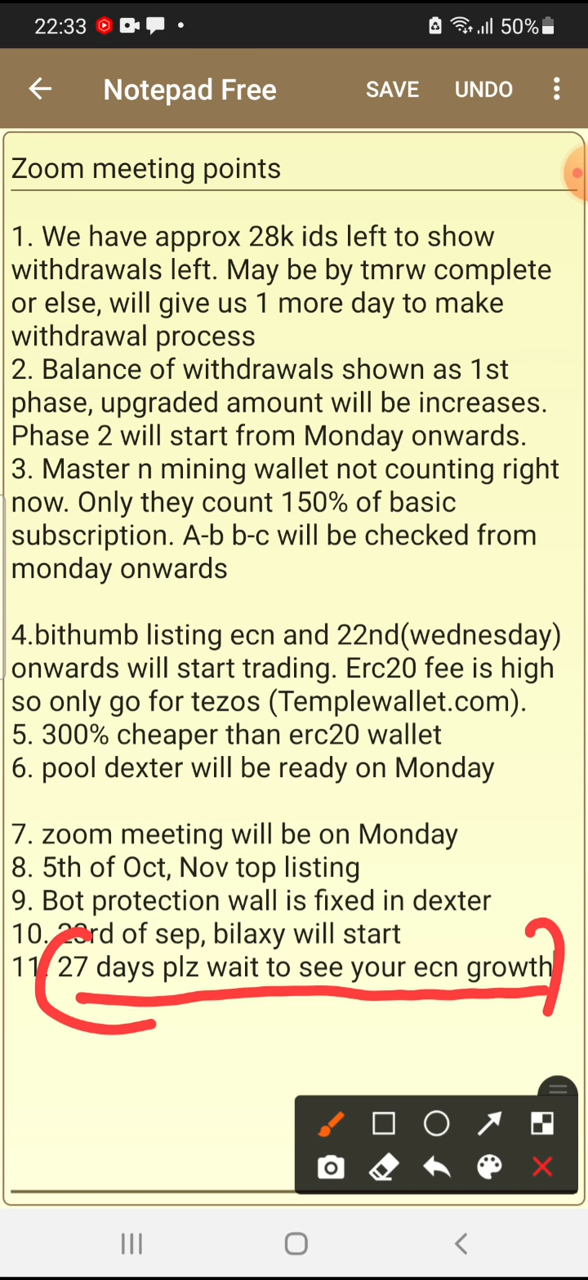 22:33 50%
Notepad Free SAVE UNDO
Zoom meeting points
1. We have approx 28k ids left to show
withdrawals left. May be by tmrw complete
or else, will give us 1 more day to make
withdrawal process
2. Balance of withdrawals shown as 1st
phase, upgraded amount will be increases.
Phase 2 will start from Monday onwards.
3. Master n mining wallet not counting right
now. Only they count 150% of basic
subscription. A-b b-c will be checked from
monday onwards
4.bithumb listing ecn and 22nd(wednesday)
onwards will start trading. Erc20 fee is high
so only go for tezos (Templewallet.com).
5. 300% cheaper than erc20 wallet
6. pool dexter will be ready on Monday
7. zoom meeting will be on Monday
8. 5th of Oct, Nov top listing
9. Bot protection wall is fixed in dexter
10. 23rd of sep, bilaxy will start
11. 27 days plz wait to see your ecn growth